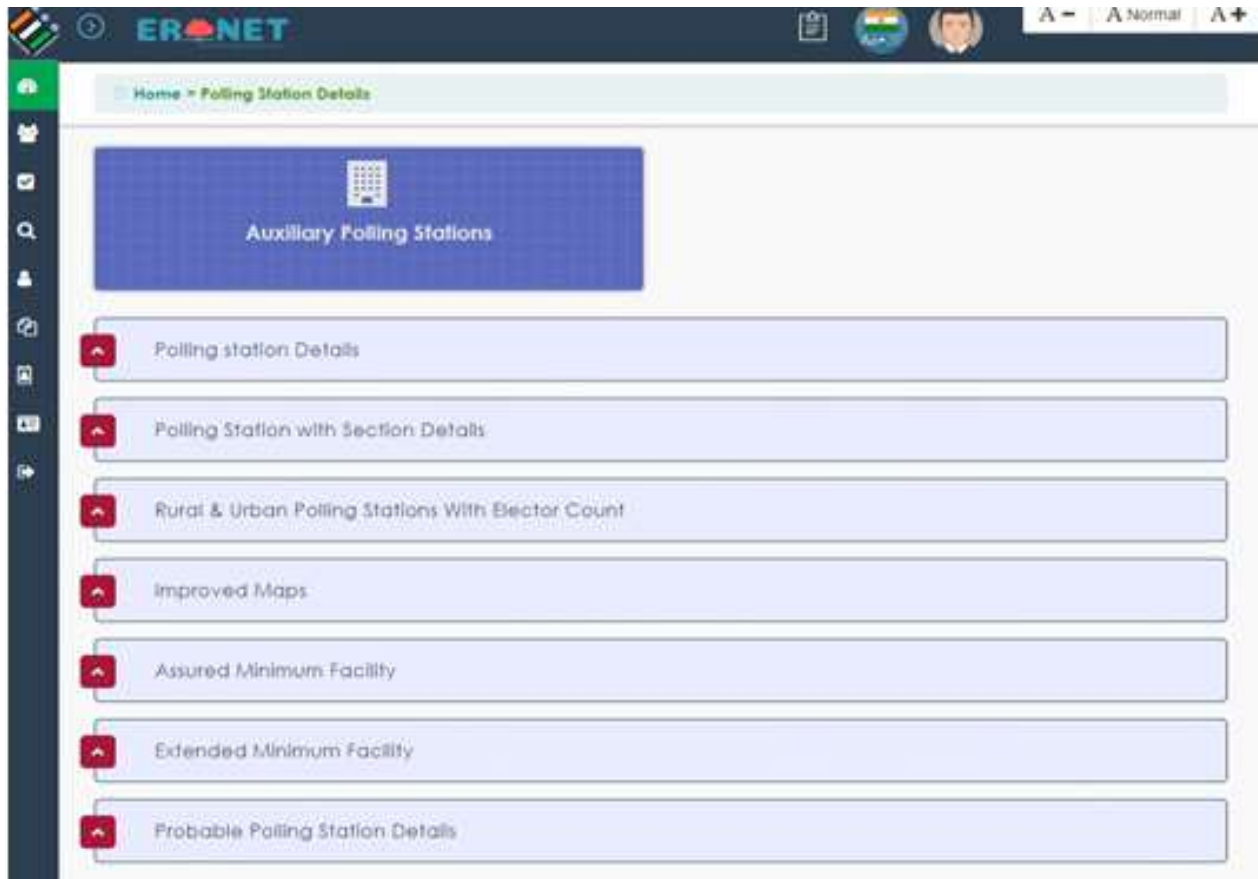 ERONET
A - A Normal A +
Home > Polling Station Details
Auxiliary Polling Stations
Polling station Details
Polling Station with Section Details
Rural & Urban Polling Stations With Elector Count
Improved Maps
Assured Minimum Facility
Extended Minimum Facility
Probable Polling Station Details